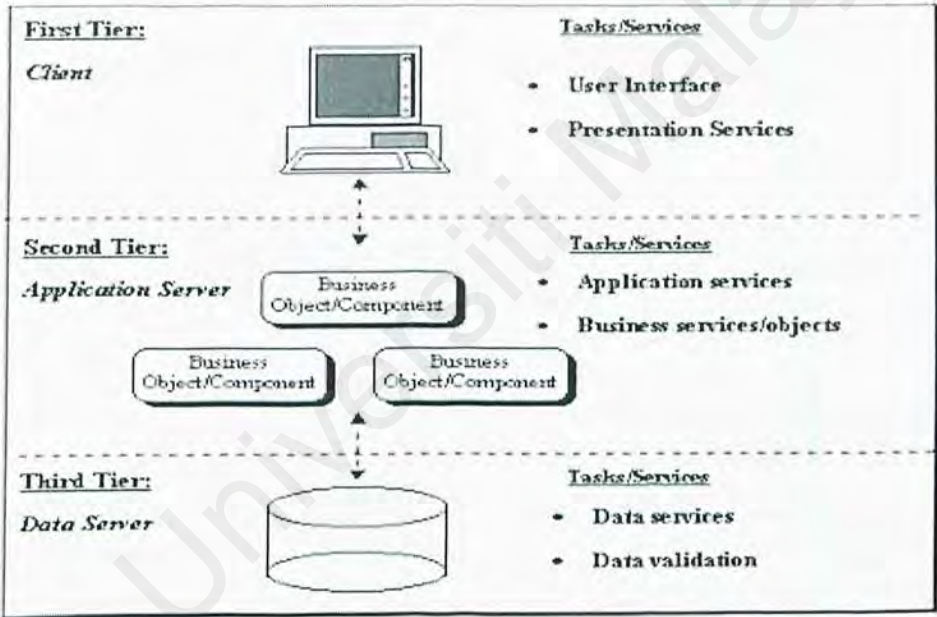 First Tier:
Client
Tasks/Services
• User Interface
• Presentation Services
Second Tier:
Application Server
Business
Object/Component
Business
Object/Component
Business
Object/Component
Tasks/Services
• Application services
• Business services/objects
Third Tier:
Data Server
Tasks/Services
• Data services
• Data validation
Universiti Mala